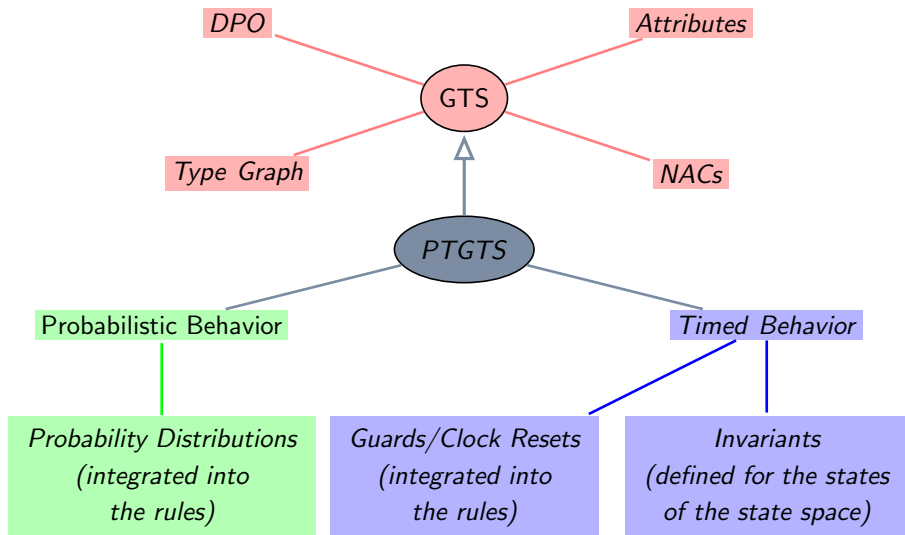 DPO
Attributes
GTS
Type Graph
NACs
PTGTS
Probabilistic Behavior
Timed Behavior
Probability Distributions
(integrated into
the rules)
Guards/Clock Resets
(integrated into
the rules)
Invariants
(defined for the states
of the state space)